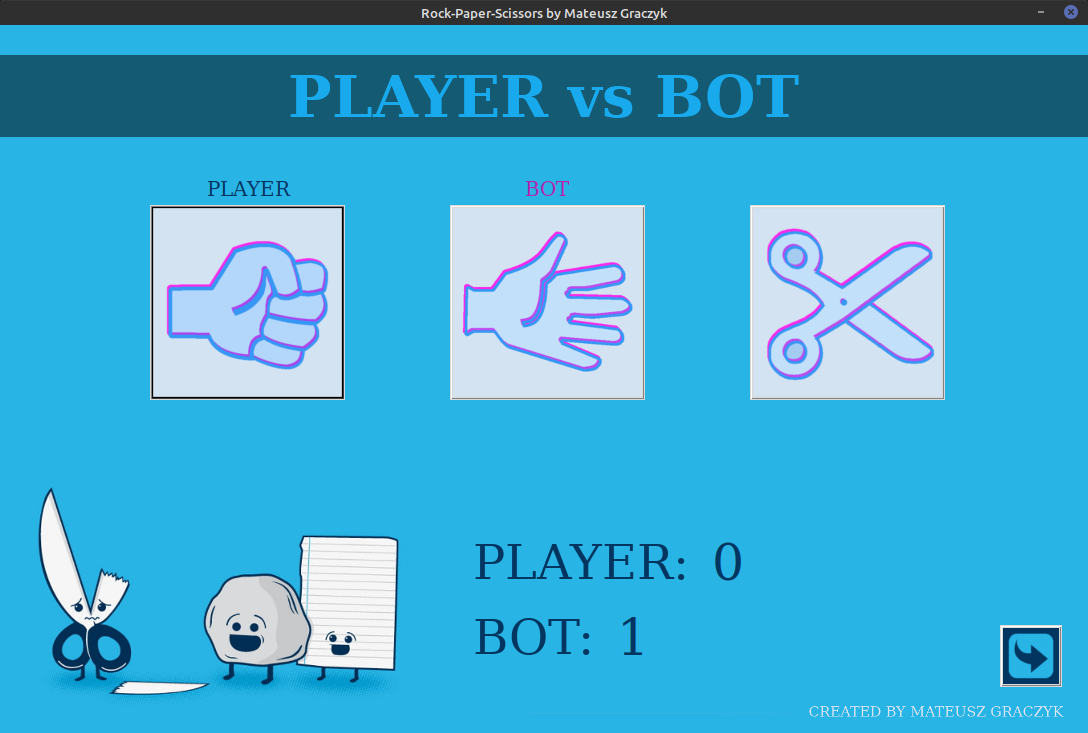 Rock-Paper-Scissors by Mateusz Graczyk
PLAYER vs BOT
PLAYER
BOT
PLAYER: 0
BOT: 1
CREATED BY MATEUSZ GRACZYK